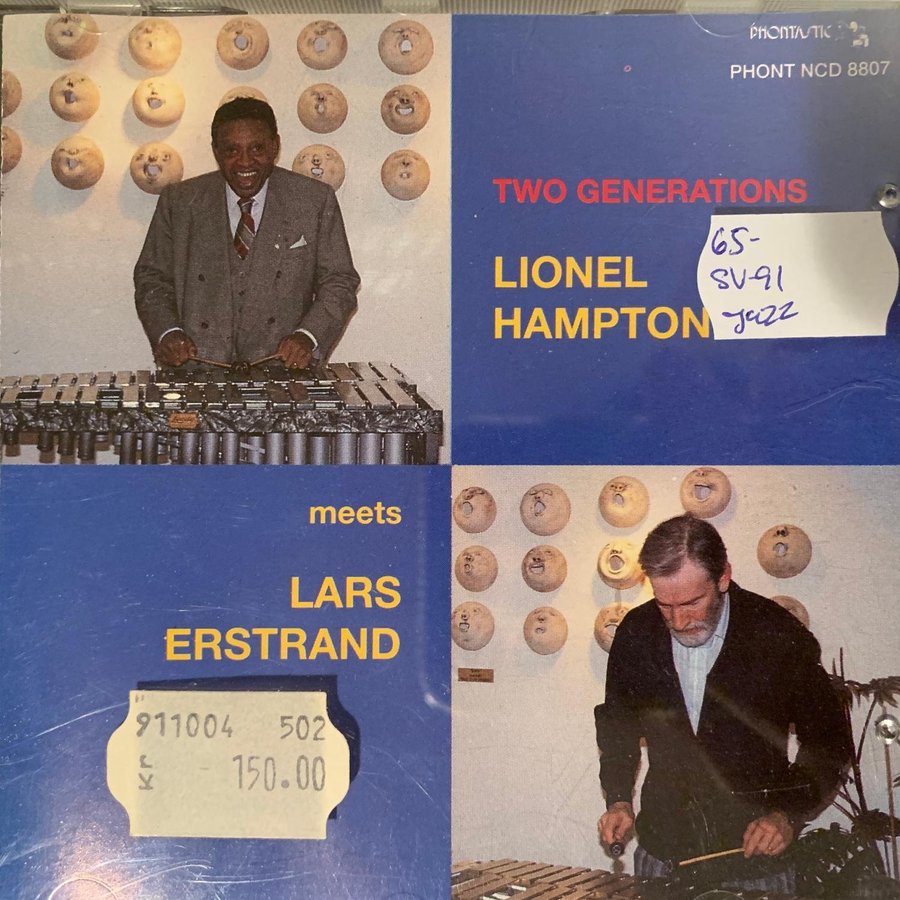 PHONTASTIC
PHONT NCD 8807
TWO GENERATIONS
LIONEL
HAMPTON
65-
SV-91
Jazz
meets
LARS
ERSTRAND
911004 502
Kr - 150.00